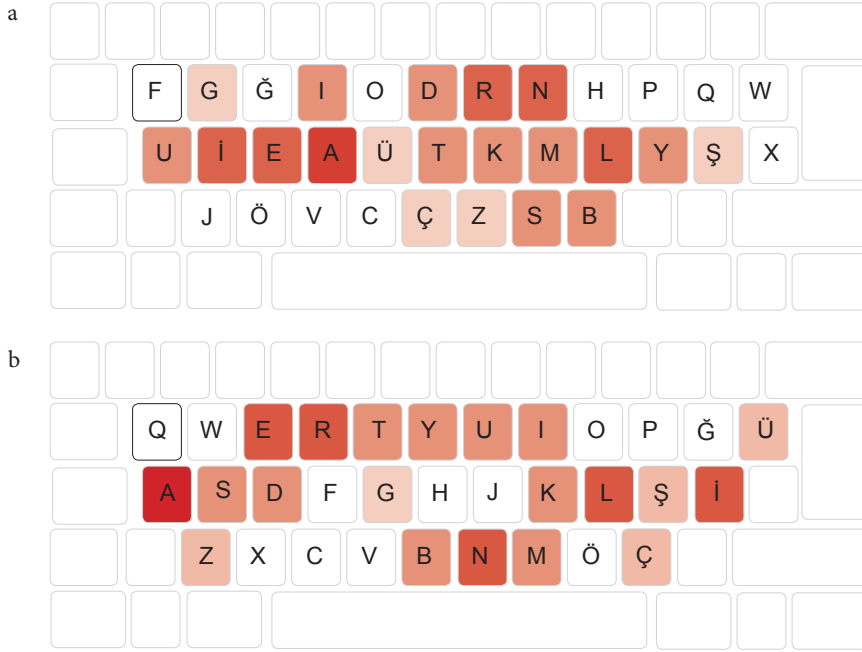 a
F G Ğ I O D R N H P Q W
U İ E A Ü T K M L Y Ş X
J Ö V C Ç Z S B
b
Q W E R T Y U I O P Ğ Ü
A S D F G H J K L Ş İ
Z X C V B N M Ö Ç